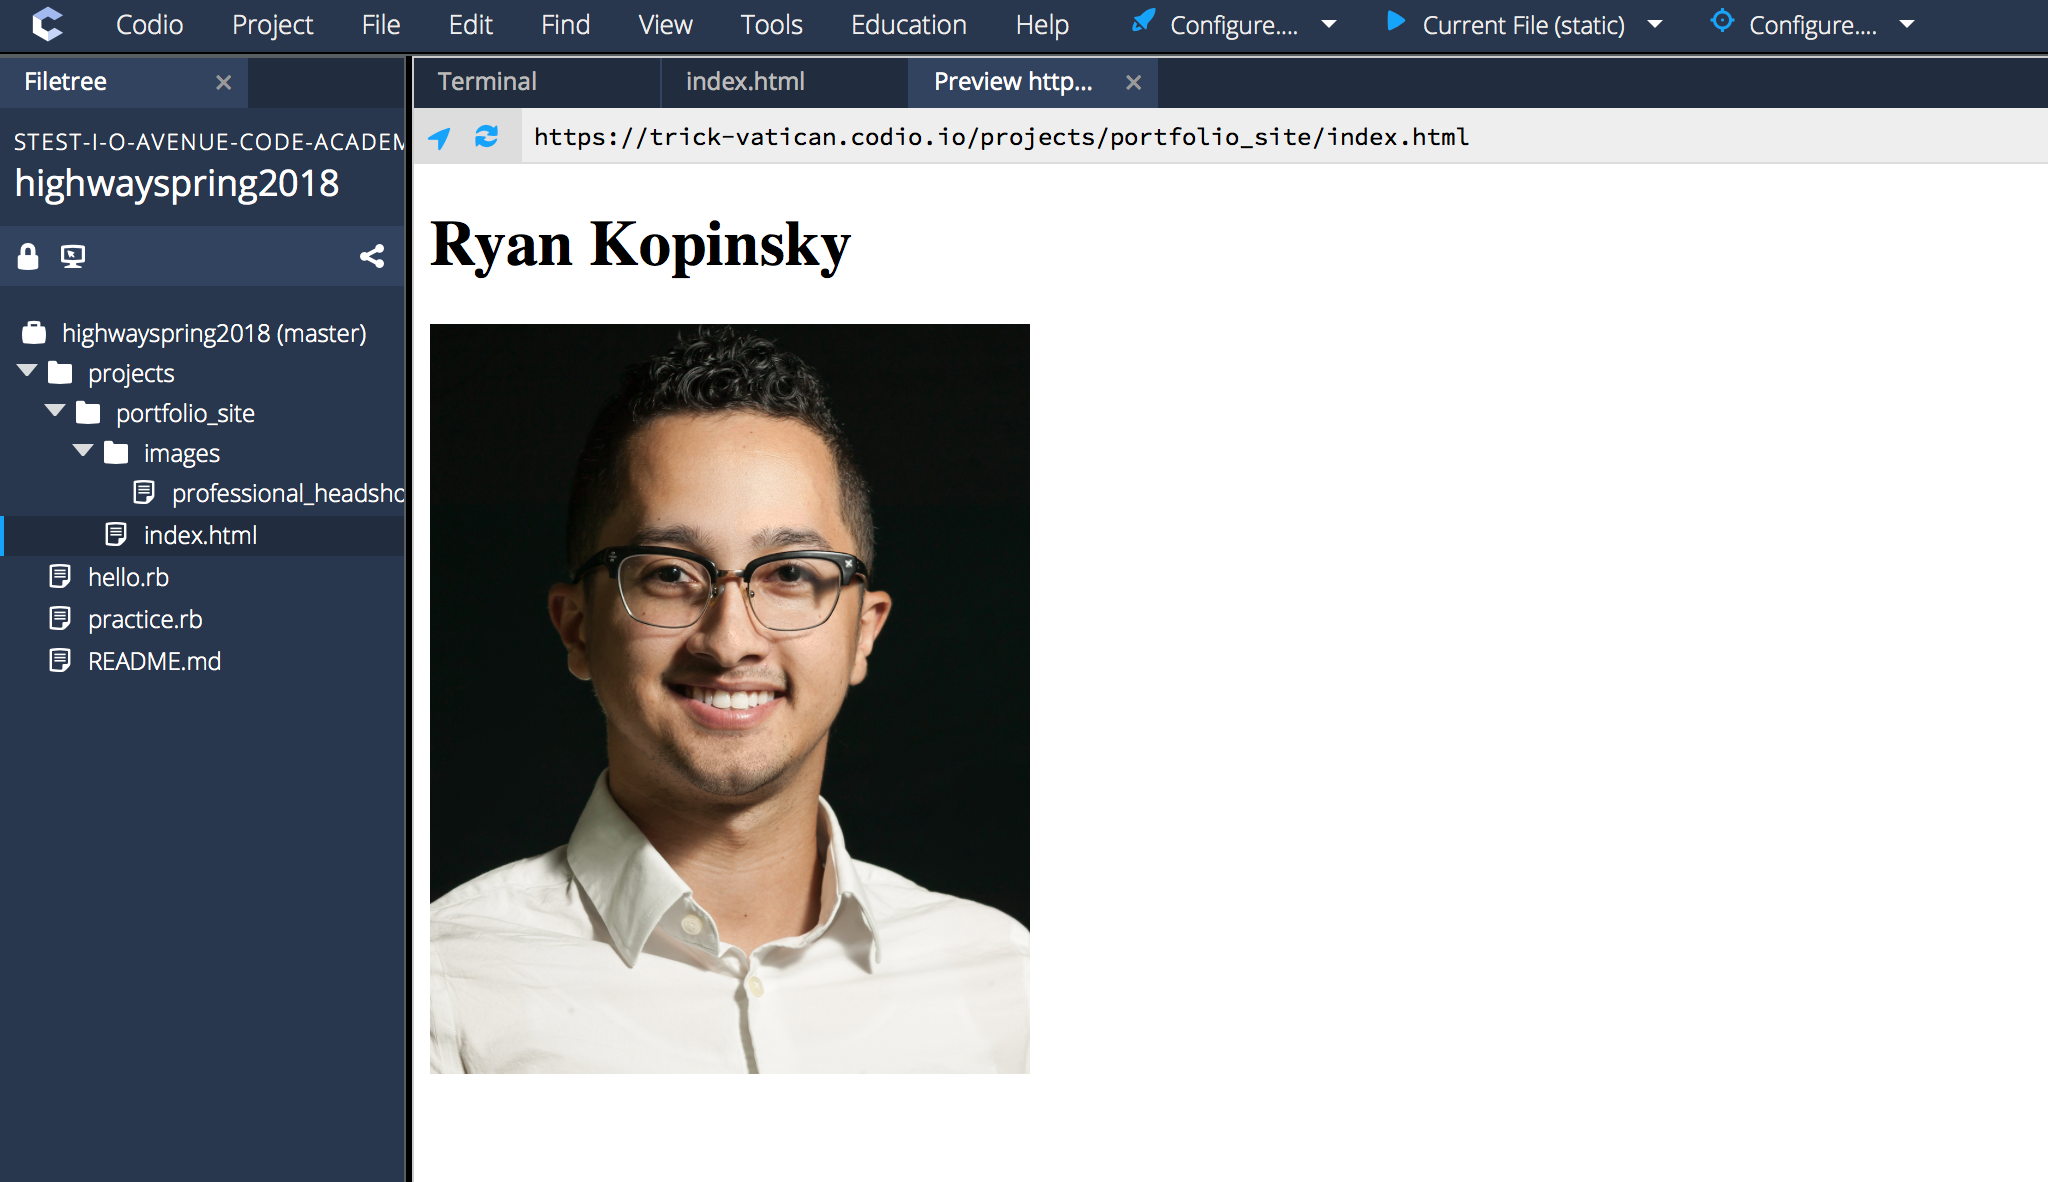 Codio Project File Edit Find View Tools Education Help Configure.... Current File (static) Configure....
Filetree
Terminal index.html Preview http...
STEST-I-O-AVENUE-CODE-ACADEM
highwayspring2018
https://trick-vatican.codio.io/projects/portfolio_site/index.html
highwayspring2018 (master)
projects
portfolio_site
images
professional_headsho
index.html
hello.rb
practice.rb
README.md
Ryan Kopinsky